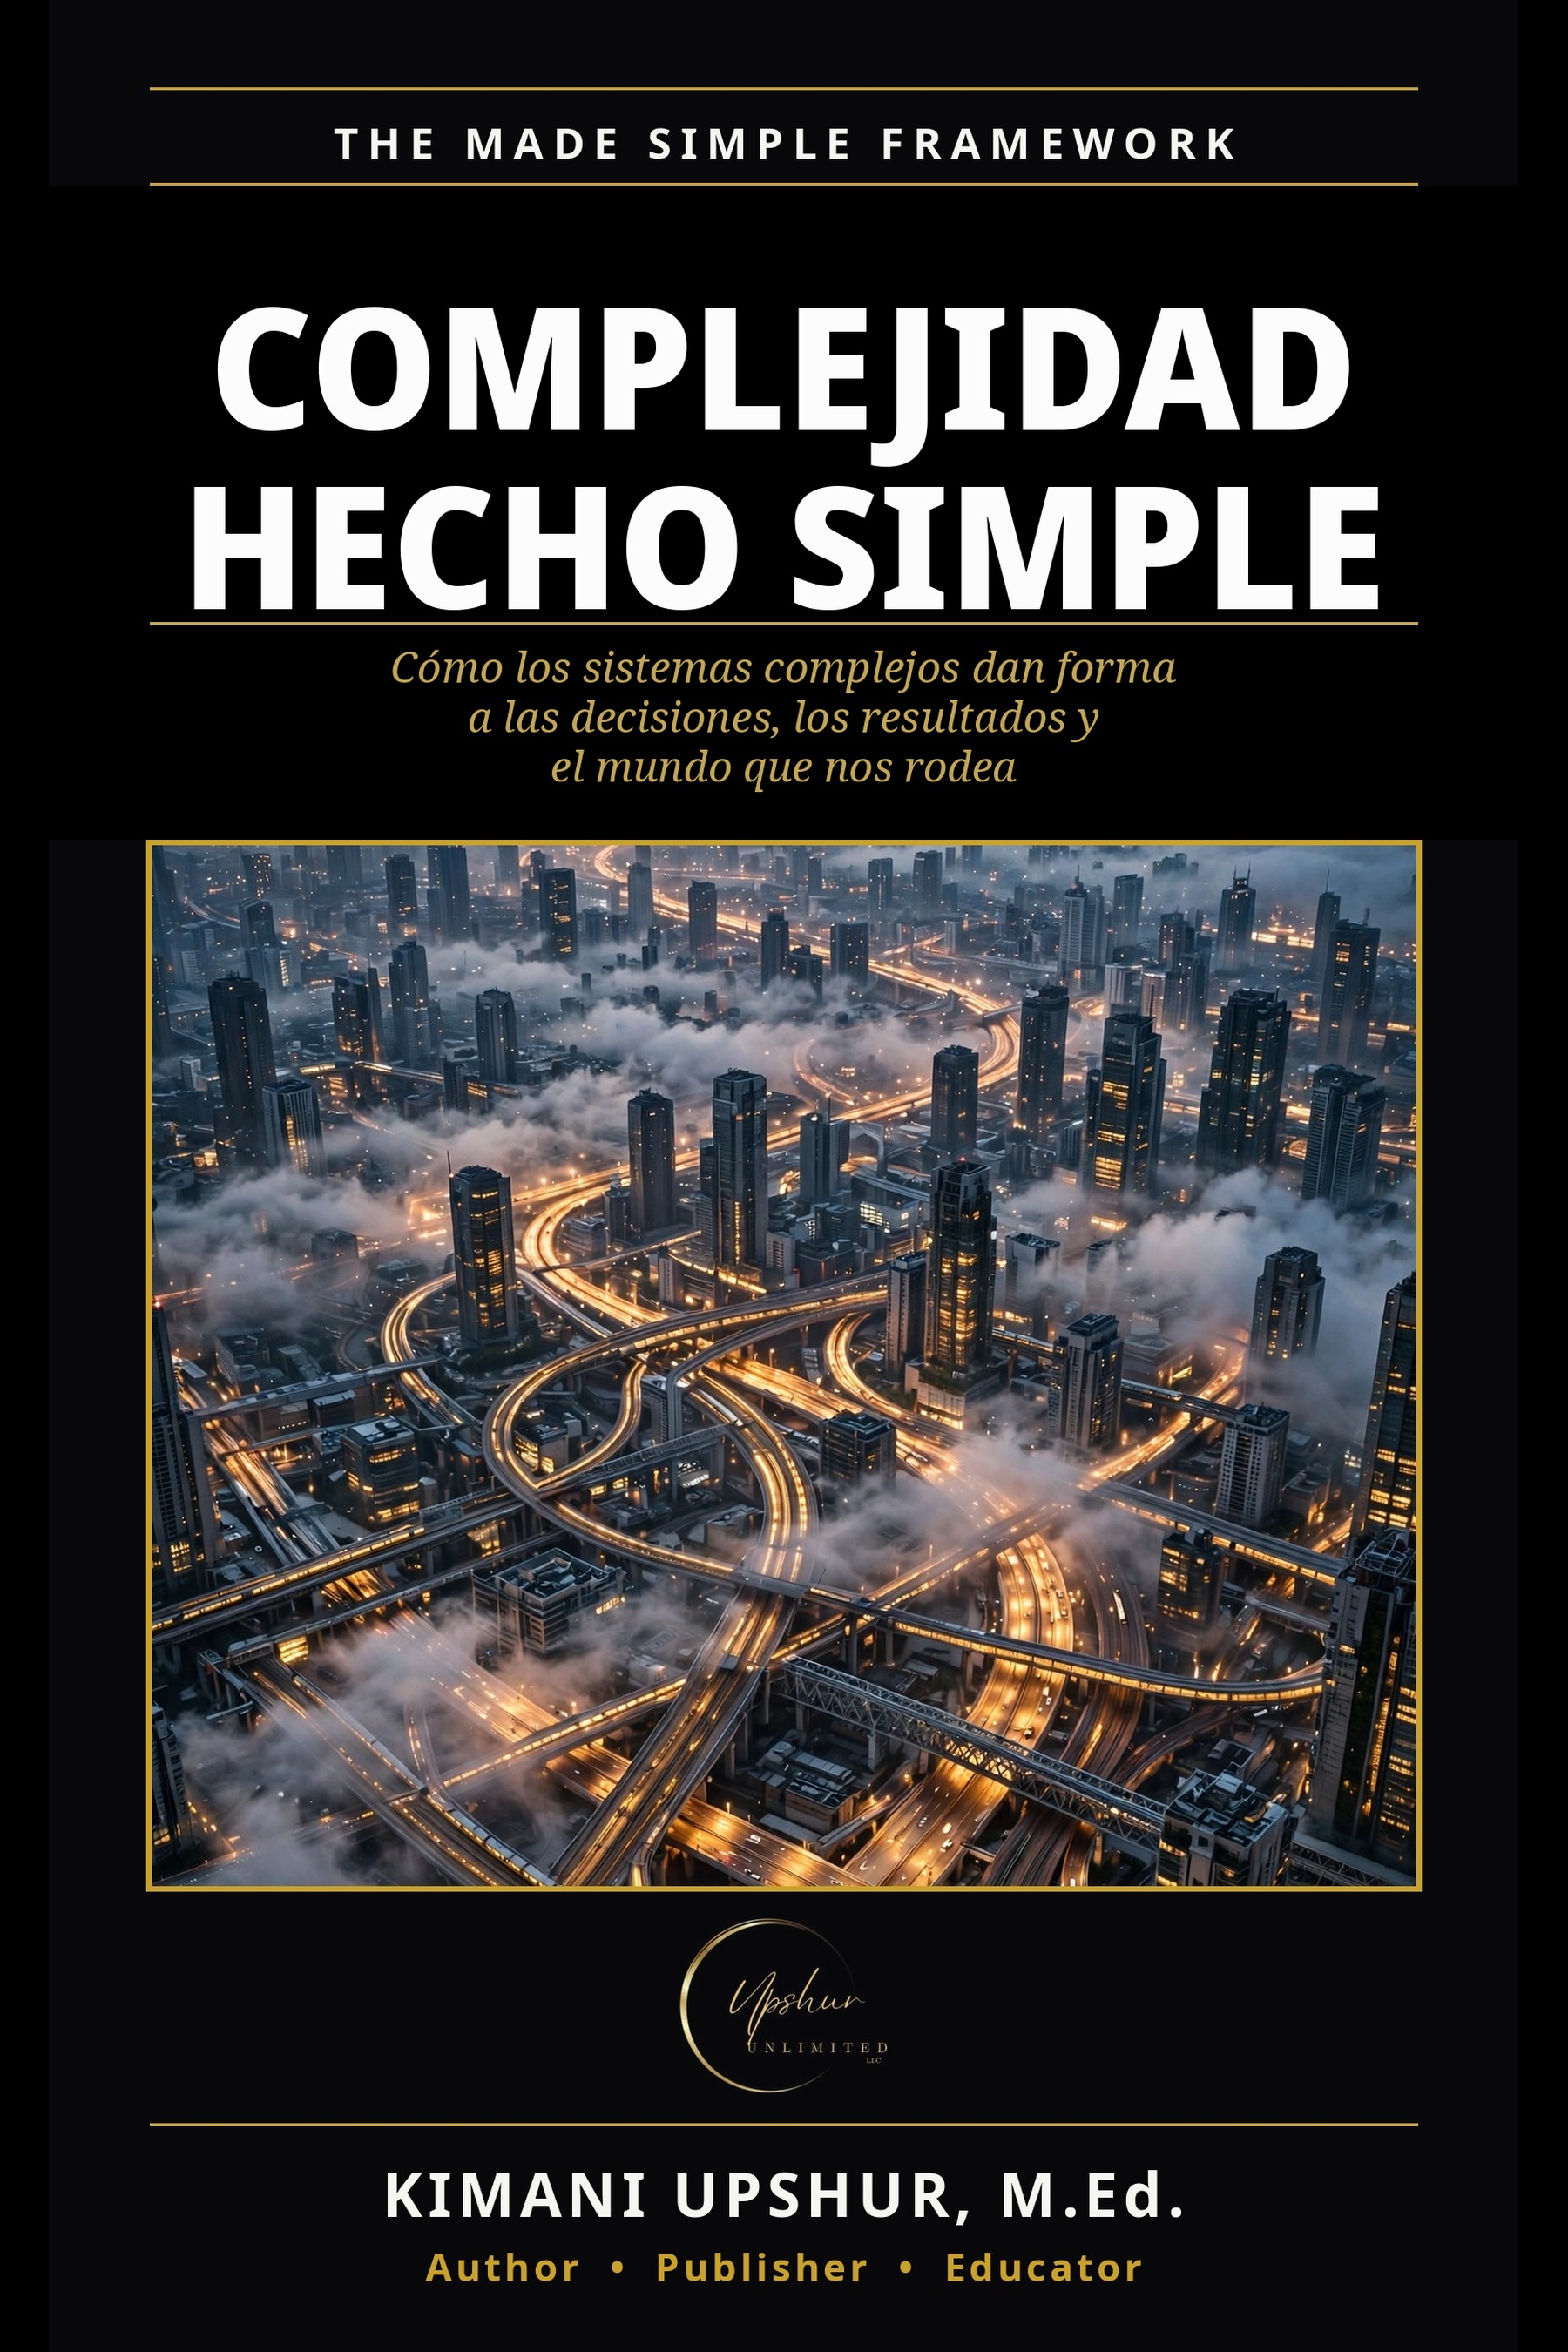 THE MADE SIMPLE FRAMEWORK
COMPLEJIDAD
HECHO SIMPLE
Cómo los sistemas complejos dan forma
a las decisiones, los resultados y
el mundo que nos rodea
Upshur
UNLIMITED
LLC
KIMANI UPSHUR, M.Ed.
Author • Publisher • Educator